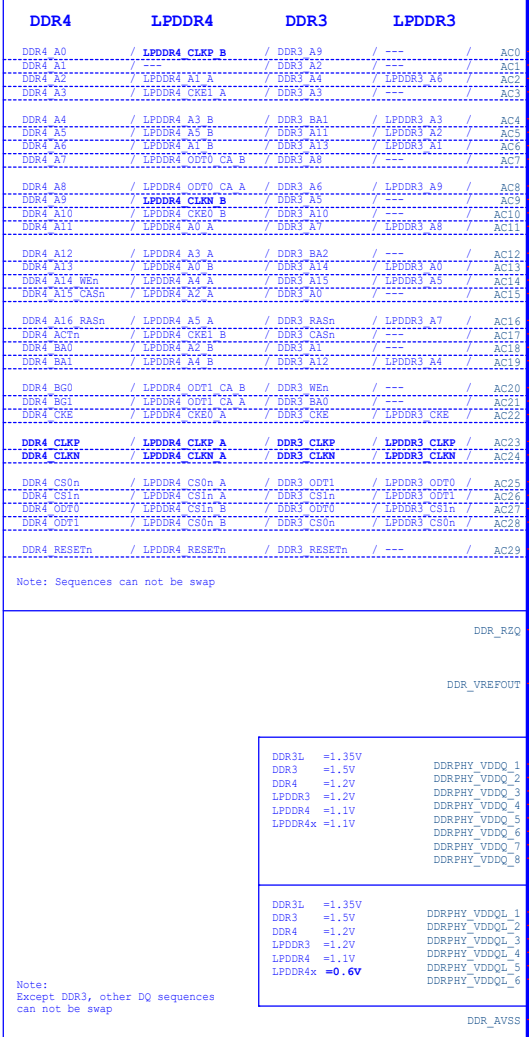 DDR4 LPDDR4 DDR3 LPDDR3
DDR4_A0 / LPDDR4_CLKP_B / DDR3_A9 / --- / AC0
DDR4_A1 / --- / DDR3_A2 / --- / AC1
DDR4_A2 / LPDDR4_A1_A / DDR3_A4 / LPDDR3_A6 / AC2
DDR4_A3 / LPDDR4_CKE1_A / DDR3_A3 / --- / AC3
DDR4_A4 / LPDDR4_A3_B / DDR3_BA1 / LPDDR3_A3 / AC4
DDR4_A5 / LPDDR4_A5_B / DDR3_A11 / LPDDR3_A2 / AC5
DDR4_A6 / LPDDR4_A1_B / DDR3_A13 / LPDDR3_A1 / AC6
DDR4_A7 / LPDDR4_ODT0_CA_B / DDR3_A8 / --- / AC7
DDR4_A8 / LPDDR4_ODT0_CA_A / DDR3_A6 / LPDDR3_A9 / AC8
DDR4_A9 / LPDDR4_CLKN_B / DDR3_A5 / --- / AC9
DDR4_A10 / LPDDR4_CKE0_B / DDR3_A10 / --- / AC10
DDR4_A11 / LPDDR4_A0_A / DDR3_A7 / LPDDR3_A8 / AC11
DDR4_A12 / LPDDR4_A3_A / DDR3_BA2 / --- / AC12
DDR4_A13 / LPDDR4_A0_B / DDR3_A14 / LPDDR3_A0 / AC13
DDR4_A14_WEn / LPDDR4_A4_A / DDR3_A15 / LPDDR3_A5 / AC14
DDR4_A15_CASn / LPDDR4_A2_A / DDR3_A0 / --- / AC15
DDR4_A16_RASn / LPDDR4_A5_A / DDR3_RASn / LPDDR3_A7 / AC16
DDR4_ACTn / LPDDR4_CKE1_B / DDR3_CASn / --- / AC17
DDR4_BA0 / LPDDR4_A2_B / DDR3_A1 / --- / AC18
DDR4_BA1 / LPDDR4_A4_B / DDR3_A12 / LPDDR3_A4 / AC19
DDR4_BG0 / LPDDR4_ODT1_CA_B / DDR3_WEn / --- / AC20
DDR4_BG1 / LPDDR4_ODT1_CA_A / DDR3_BA0 / --- / AC21
DDR4_CKE / LPDDR4_CKE0_A / DDR3_CKE / LPDDR3_CKE / AC22
DDR4_CLKP / LPDDR4_CLKP_A / DDR3_CLKP / LPDDR3_CLKP / AC23
DDR4_CLKN / LPDDR4_CLKN_A / DDR3_CLKN / LPDDR3_CLKN / AC24
DDR4_CS0n / LPDDR4_CS0n_A / DDR3_ODT1 / LPDDR3_ODT0 / AC25
DDR4_CS1n / LPDDR4_CS1n_A / DDR3_CS1n / LPDDR3_ODT1 / AC26
DDR4_ODT0 / LPDDR4_CS1n_B / DDR3_ODT0 / LPDDR3_CS1n / AC27
DDR4_ODT1 / LPDDR4_CS0n_B / DDR3_CS0n / LPDDR3_CS0n / AC28
DDR4_RESETn / LPDDR4_RESETn / DDR3_RESETn / --- / AC29
Note: Sequences can not be swap
DDR_RZQ
DDR_VREFOUT
DDR3L =1.35V
DDR3 =1.5V
DDR4 =1.2V
LPDDR3 =1.2V
LPDDR4 =1.1V
LPDDR4x =1.1V
DDRPHY_VDDQ_1
DDRPHY_VDDQ_2
DDRPHY_VDDQ_3
DDRPHY_VDDQ_4
DDRPHY_VDDQ_5
DDRPHY_VDDQ_6
DDRPHY_VDDQ_7
DDRPHY_VDDQ_8
DDR3L =1.35V
DDR3 =1.5V
DDR4 =1.2V
LPDDR3 =1.2V
LPDDR4 =1.1V
LPDDR4x =0.6V
DDRPHY_VDDQL_1
DDRPHY_VDDQL_2
DDRPHY_VDDQL_3
DDRPHY_VDDQL_4
DDRPHY_VDDQL_5
DDRPHY_VDDQL_6
Note:
Except DDR3, other DQ sequences
can not be swap
DDR_AVSS